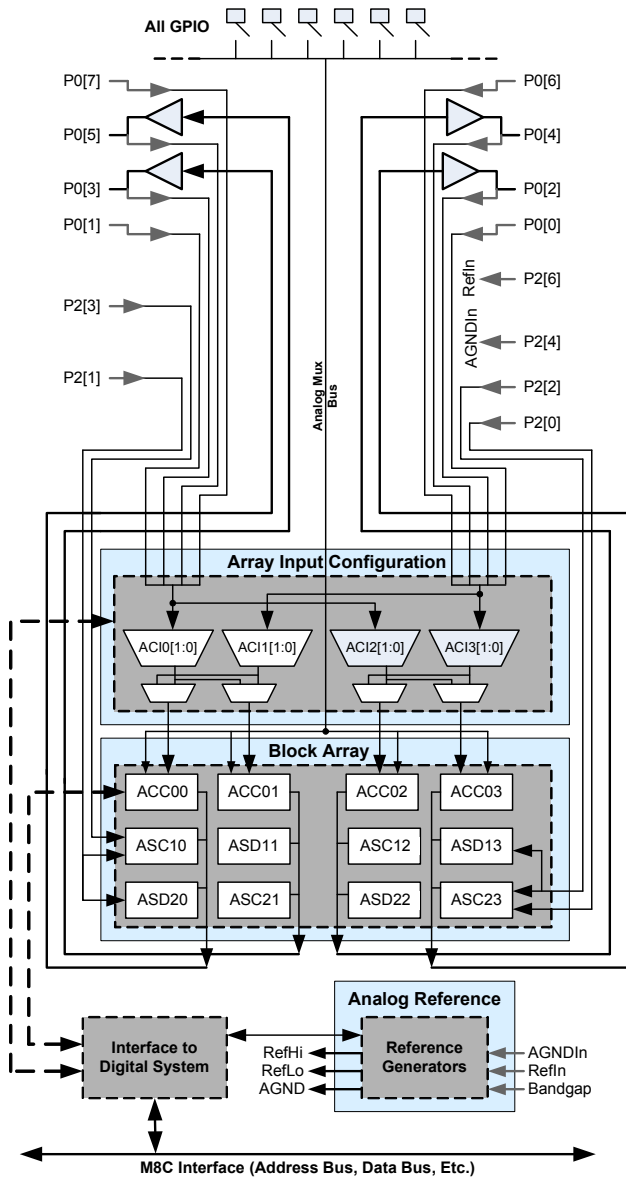 All GPIO
P0[7]
P0[6]
P0[5]
P0[4]
P0[3]
P0[2]
P0[1]
P0[0]
RefIn
P2[6]
P2[3]
AGNDIn
P2[4]
P2[1]
P2[2]
P2[0]
Analog Mux
Bus
Array Input Configuration
ACI0[1:0]
ACI1[1:0]
ACI2[1:0]
ACI3[1:0]
Block Array
ACC00
ACC01
ACC02
ACC03
ASC10
ASD11
ASC12
ASD13
ASD20
ASC21
ASD22
ASC23
Analog Reference
Interface to
Digital System
RefHi
RefLo
AGND
Reference
Generators
AGNDIn
RefIn
Bandgap
M8C Interface (Address Bus, Data Bus, Etc.)